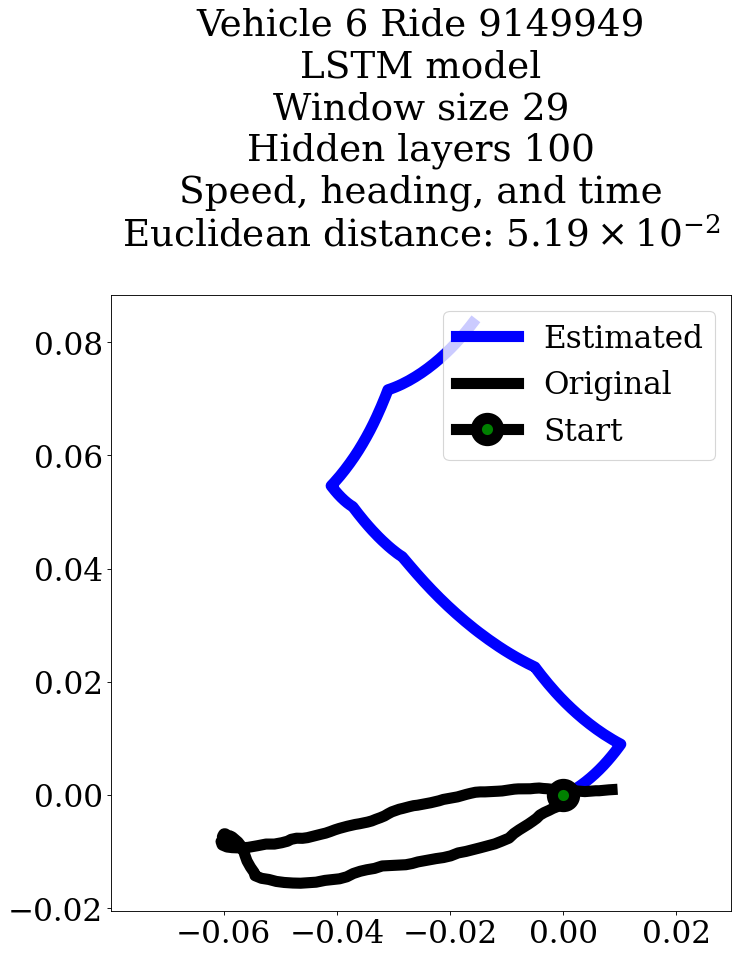 Vehicle 6 Ride 9149949
LSTM model
Window size 29
Hidden layers 100
Speed, heading, and time
Euclidean distance: 5.19 × 10⁻²
Estimated
Original
Start
0.08
0.06
0.04
0.02
0.00
−0.02
−0.06
−0.04
−0.02
0.00
0.02